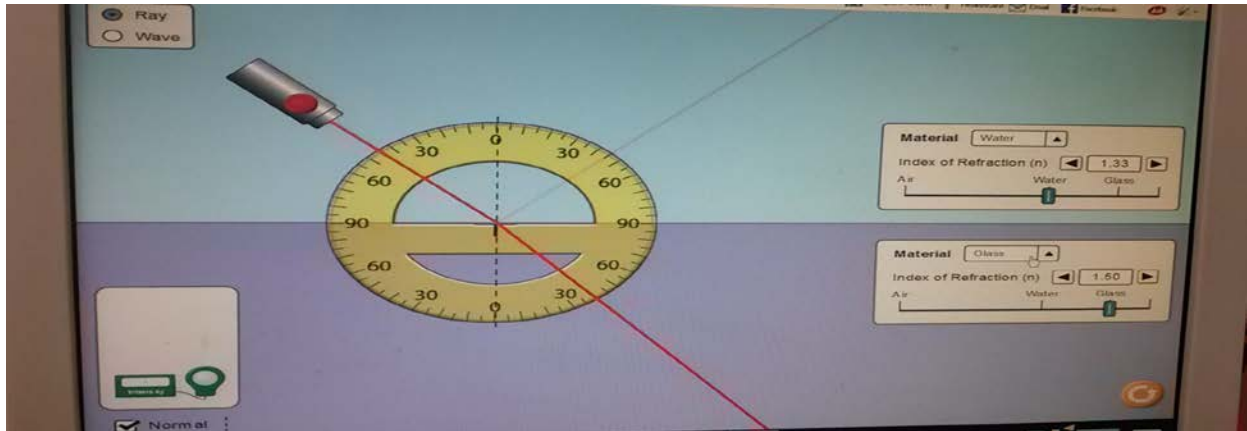 Ray
Wave
Email
Facebook
0
30
30
60
60
90
90
60
60
30
30
0
Material Water
Index of Refraction (n) 1.33
Air Water Glass
Material Glass
Index of Refraction (n) 1.50
Air Water Glass
Normal